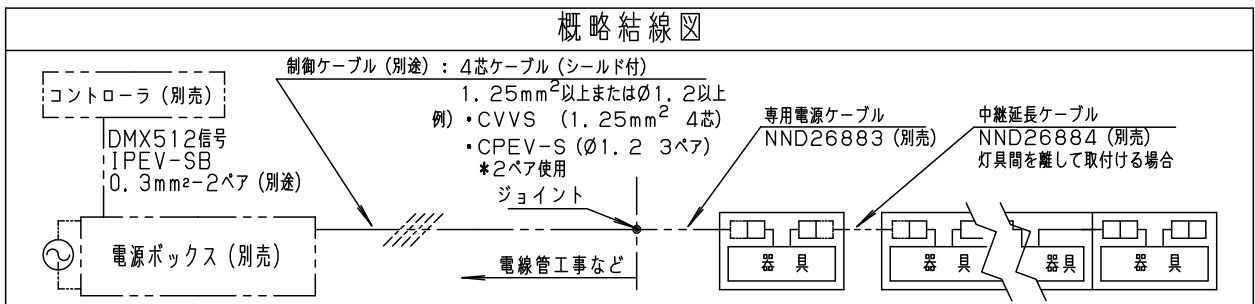 概略結線図
制御ケーブル（別途）：4芯ケーブル（シールド付）
1.25mm²以上またはØ1.2以上
例）・CVVS （1.25mm² 4芯）
・CPEV-S（Ø1.2 3ペア）
*2ペア使用
コントローラ（別売）
DMX512信号
IPEV-SB
0.3mm²-2ペア（別途）
専用電源ケーブル
NND26883（別売）
中継延長ケーブル
NND26884（別売）
灯具間を離して取付ける場合
ジョイント
電源ボックス（別売）
電線管工事など
器具
器具
器具
器具